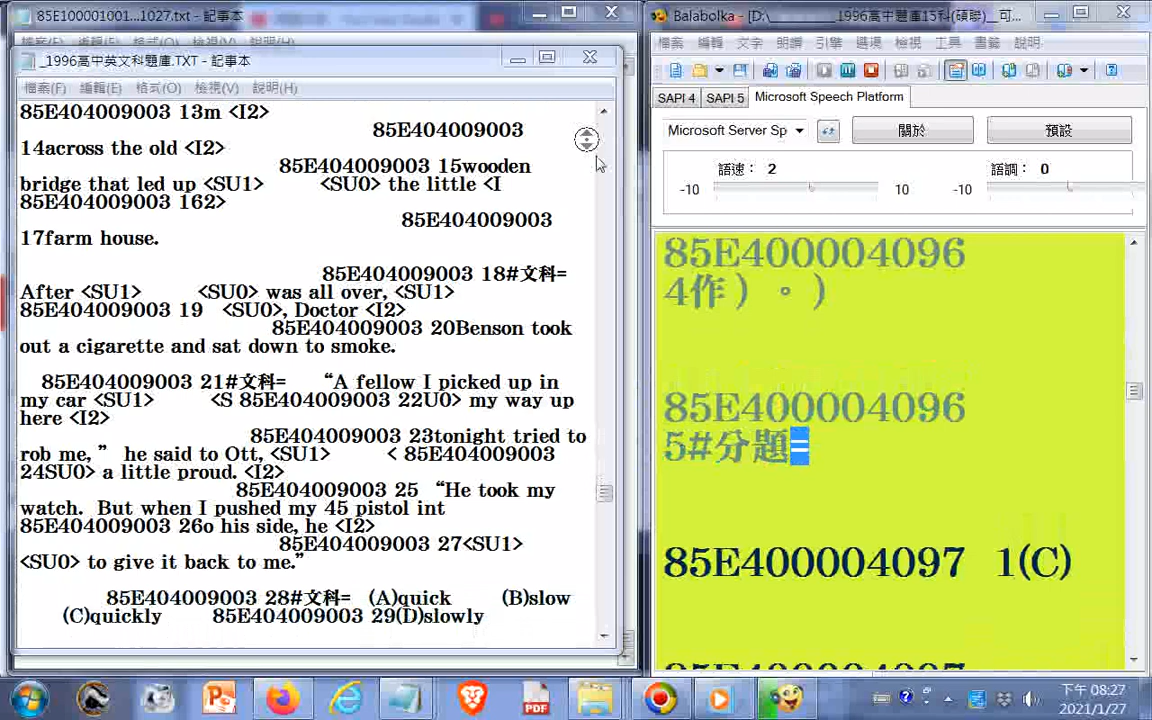 85E100001001...1027.txt - 記事本
_1996高中英文科題庫.TXT - 記事本
檔案(F) 編輯(E) 格式(O) 檢視(V) 說明(H)
85E404009003 13m <I2>
85E404009003
14across the old <I2>
85E404009003 15wooden
bridge that led up <SU1> <SU0> the little <I
85E404009003 162>
85E404009003
17farm house.
85E404009003 18#文科=
After <SU1> <SU0> was all over, <SU1>
85E404009003 19 <SU0>, Doctor <I2>
85E404009003 20Benson took
out a cigarette and sat down to smoke.
85E404009003 21#文科= “A fellow I picked up in
my car <SU1> <S 85E404009003 22U0> my way up
here <I2>
85E404009003 23tonight tried to
rob me,” he said to Ott, <SU1> < 85E404009003
24SU0> a little proud. <I2>
85E404009003 25 “He took my
watch. But when I pushed my 45 pistol int
85E404009003 26o his side, he <I2>
85E404009003 27<SU1>
<SU0> to give it back to me.”
85E404009003 28#文科= (A)quick (B)slow
(C)quickly 85E404009003 29(D)slowly
Balabolka - [D:\________1996高中題庫15科(碩聯)__可...
檔案 編輯 文字 朗讀 引擎 選項 檢視 工具 書籤 說明
SAPI 4 SAPI 5 Microsoft Speech Platform
Microsoft Server Sp 關於 預設
語速: 2 語調: 0
-10 10 -10
85E400004096
4作）。）
85E400004096
5#分題=
85E400004097 1(C)
PDF
下午 08:27
2021/1/27